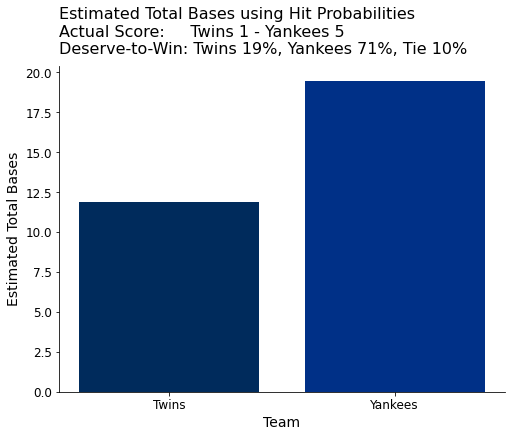 Estimated Total Bases using Hit Probabilities
Actual Score:     Twins 1 - Yankees 5
Deserve-to-Win: Twins 19%, Yankees 71%, Tie 10%
20.0
17.5
15.0
12.5
10.0
7.5
5.0
2.5
0.0
Estimated Total Bases
Twins
Yankees
Team